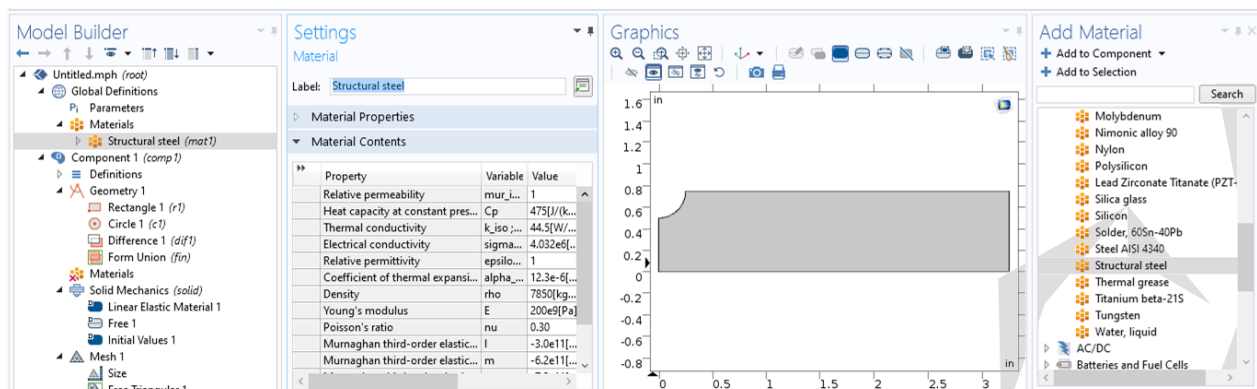 Model Builder
Untitled.mph (root)
Global Definitions
Pi Parameters
Materials
Structural steel (mat1)
Component 1 (comp1)
Definitions
Geometry 1
Rectangle 1 (r1)
Circle 1 (c1)
Difference 1 (dif1)
Form Union (fin)
Materials
Solid Mechanics (solid)
Linear Elastic Material 1
Free 1
Initial Values 1
Mesh 1
Size
Free Triangular 1
Settings
Material
Label: Structural steel
Material Properties
Material Contents
Property Variable Value
Relative permeability mur_i... 1
Heat capacity at constant pres... Cp 475[J/(k...
Thermal conductivity k_iso ;... 44.5[W/...
Electrical conductivity sigma... 4.032e6[..
Relative permittivity epsilo... 1
Coefficient of thermal expansi... alpha_... 12.3e-6[...
Density rho 7850[kg...
Young's modulus E 200e9[Pa]
Poisson's ratio nu 0.30
Murnaghan third-order elastic... l -3.0e11[...
Murnaghan third-order elastic... m -6.2e11[...
Graphics
in
1.6
1.4
1.2
1
0.8
0.6
0.4
0.2
0
-0.2
-0.4
-0.6
-0.8
0 0.5 1 1.5 2 2.5 3
in
Add Material
+ Add to Component
+ Add to Selection
Search
Molybdenum
Nimonic alloy 90
Nylon
Polysilicon
Lead Zirconate Titanate (PZT-
Silica glass
Silicon
Solder, 60Sn-40Pb
Steel AISI 4340
Structural steel
Thermal grease
Titanium beta-21S
Tungsten
Water, liquid
AC/DC
Batteries and Fuel Cells